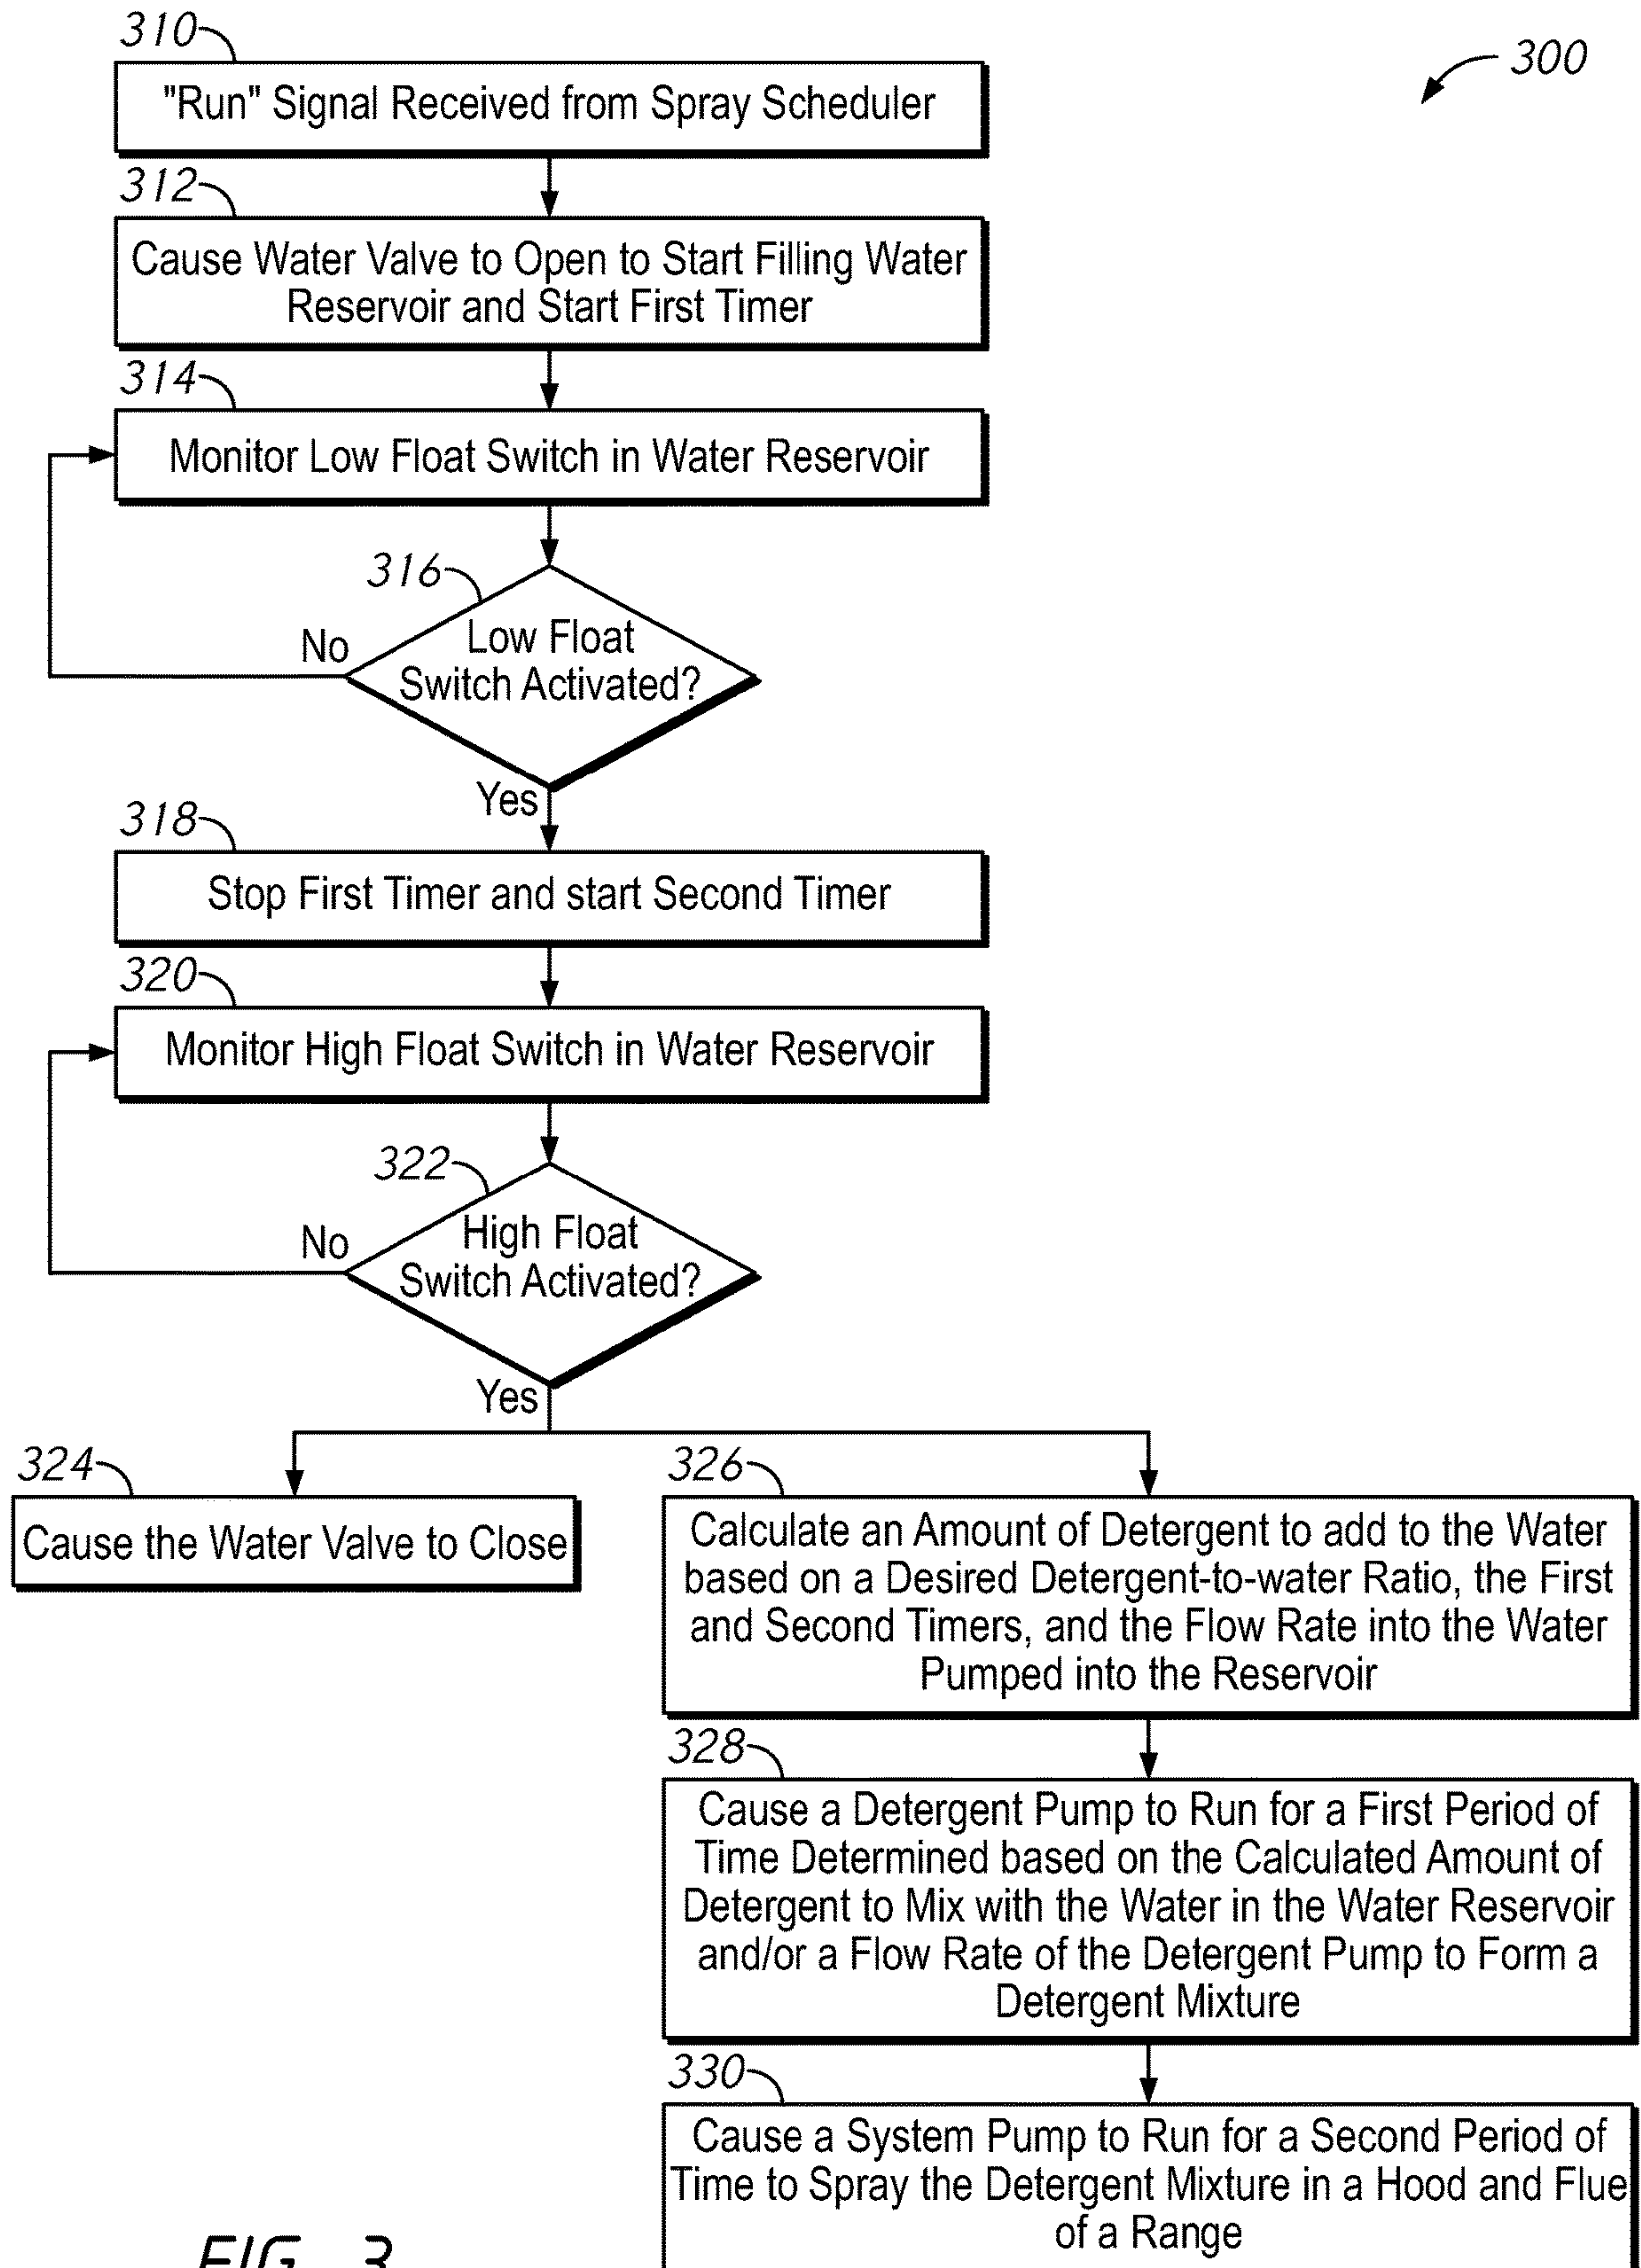 310
300
"Run" Signal Received from Spray Scheduler
312
Cause Water Valve to Open to Start Filling Water
Reservoir and Start First Timer
314
Monitor Low Float Switch in Water Reservoir
316
No
Low Float
Switch Activated?
Yes
318
Stop First Timer and start Second Timer
320
Monitor High Float Switch in Water Reservoir
322
No
High Float
Switch Activated?
Yes
324
Cause the Water Valve to Close
326
Calculate an Amount of Detergent to add to the Water
based on a Desired Detergent-to-water Ratio, the First
and Second Timers, and the Flow Rate into the Water
Pumped into the Reservoir
328
Cause a Detergent Pump to Run for a First Period of
Time Determined based on the Calculated Amount of
Detergent to Mix with the Water in the Water Reservoir
and/or a Flow Rate of the Detergent Pump to Form a
Detergent Mixture
330
Cause a System Pump to Run for a Second Period of
Time to Spray the Detergent Mixture in a Hood and Flue
of a Range
FIG. 3